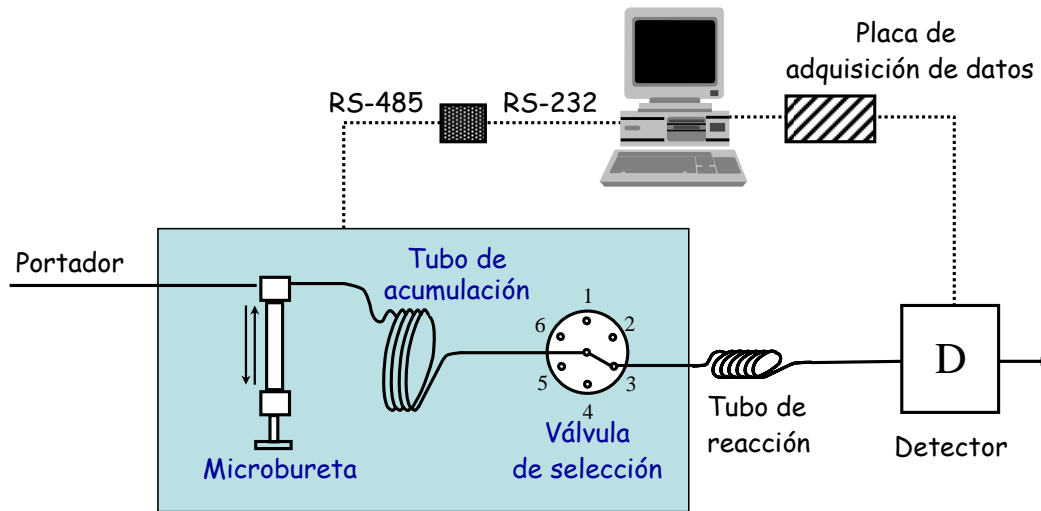 Placa de
adquisición de datos
RS-485
RS-232
Portador
Tubo de
acumulación
1
2
3
4
5
6
D
Tubo de
reacción
Detector
Microbureta
Válvula
de selección